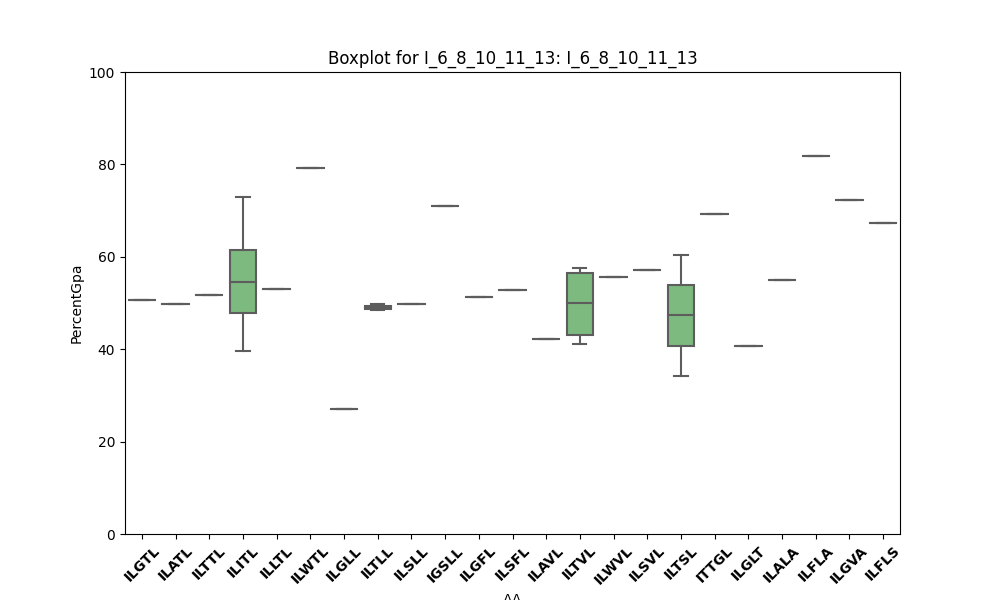 Boxplot for I_6_8_10_11_13: I_6_8_10_11_13
100
80
60
40
20
0
PercentGpa
ILGTL
ILATL
ILTTL
ILITL
ILLTL
ILWTL
ILGLL
ILTLL
ILSLL
IGSLL
ILGFL
ILSFL
ILAVL
ILTVL
ILWVL
ILSVL
ILTSL
ITTGL
ILGLT
ILALA
ILFLA
ILGVA
ILFLS
AA